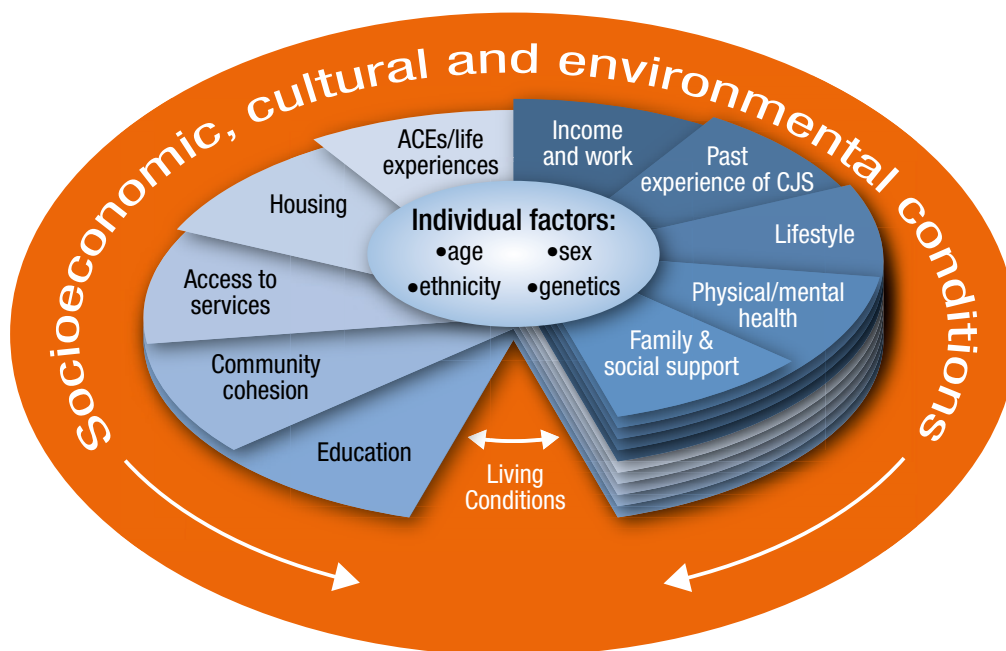 Socioeconomic, cultural and environmental conditions
ACEs/life
experiences
Income
and work
Past
experience of CJS
Housing
Lifestyle
Individual factors:
•age •sex
•ethnicity •genetics
Access to
services
Physical/mental
health
Community
cohesion
Family &
social support
Education
Living
Conditions